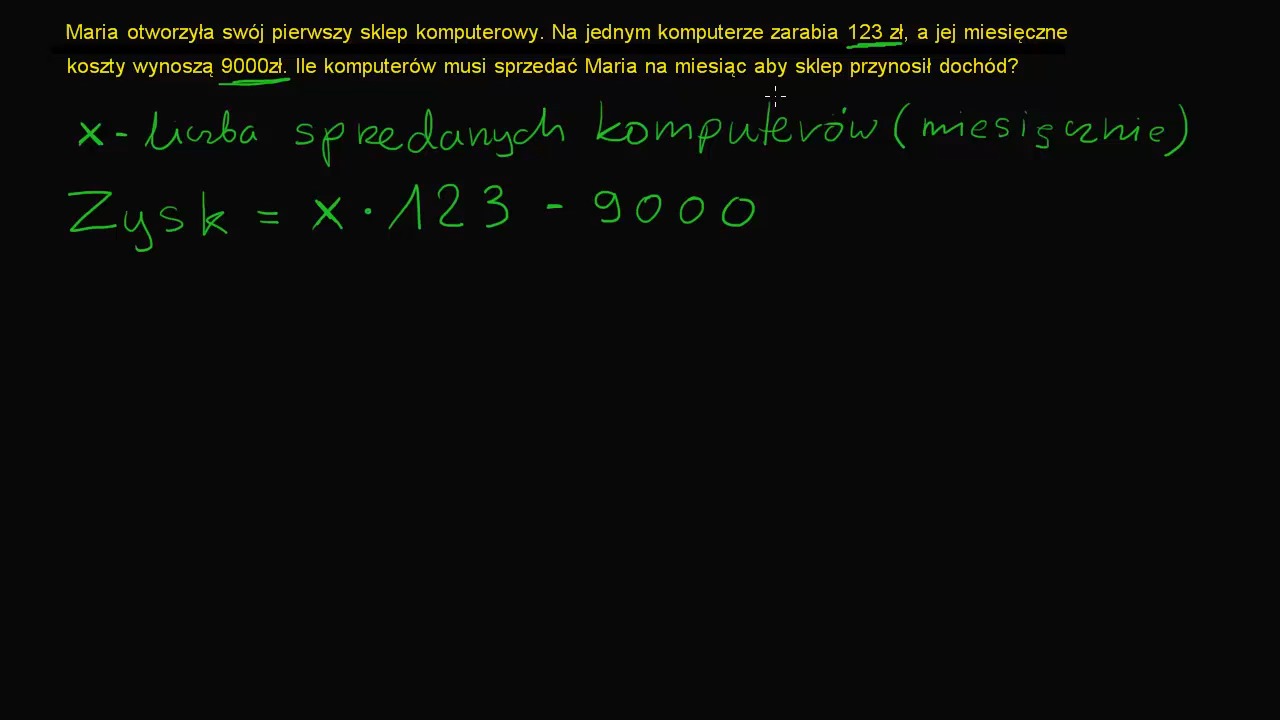 Maria otworzyła swój pierwszy sklep komputerowy. Na jednym komputerze zarabia 123 zł, a jej miesięczne
koszty wynoszą 9000zł. Ile komputerów musi sprzedać Maria na miesiąc aby sklep przynosił dochód?
x - liczba sprzedanych komputerów (miesięcznie)
Zysk = x · 123 - 9000